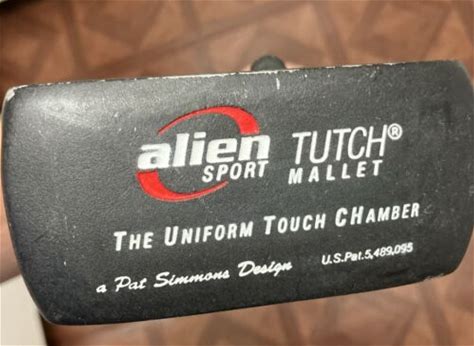 alien TUTCH®
SPORT MALLET
THE UNIFORM TOUCH CHAMBER
a Pat Simmons Design U.S.Pat.5,489,095